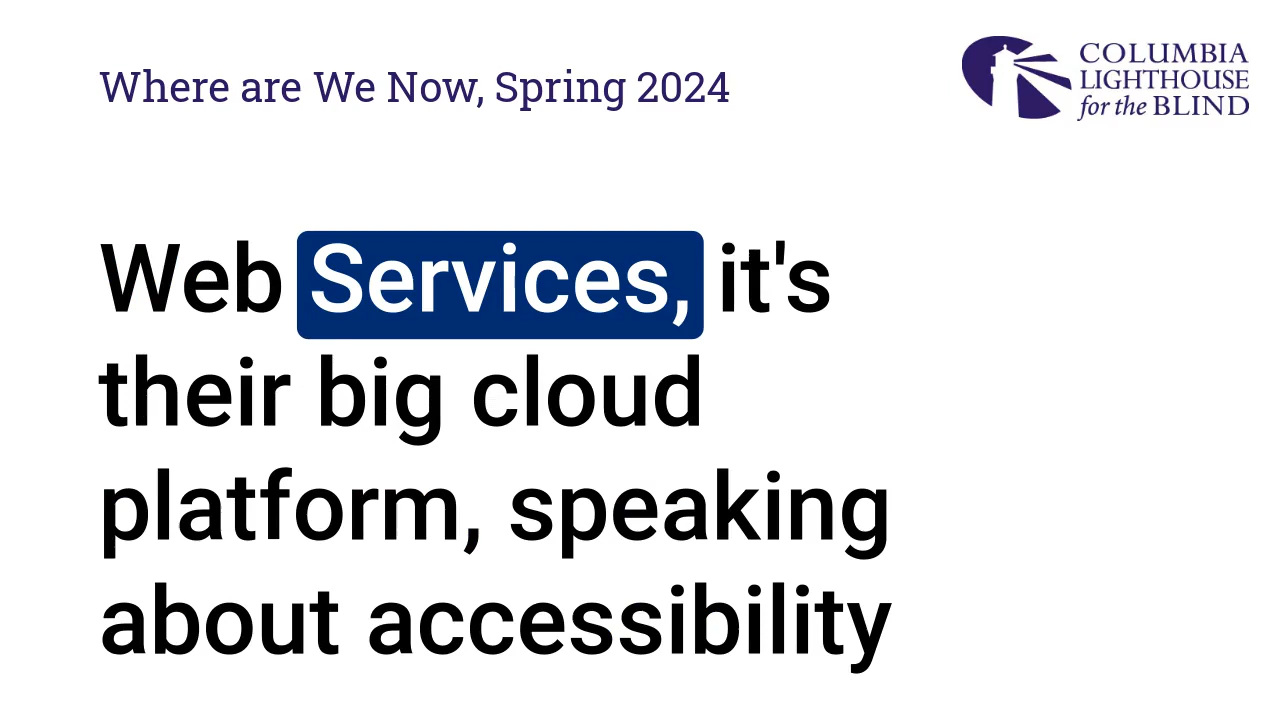 Where are We Now, Spring 2024
COLUMBIA
LIGHTHOUSE
for the BLIND
Web Services, it's
their big cloud
platform, speaking
about accessibility